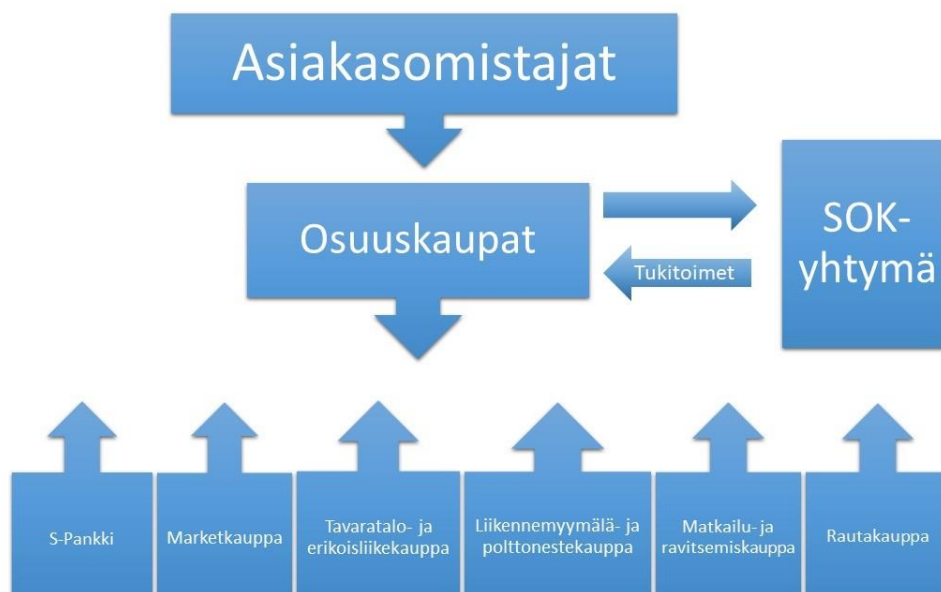 Asiakasomistajat
Osuuskaupat
Tukitoimet
SOK-
yhtymä
S-Pankki
Marketkauppa
Tavaratalo- ja
erikoisliikekauppa
Liikennemyymälä- ja
polttonestekauppa
Matkailu- ja
ravitsemiskauppa
Rautakauppa